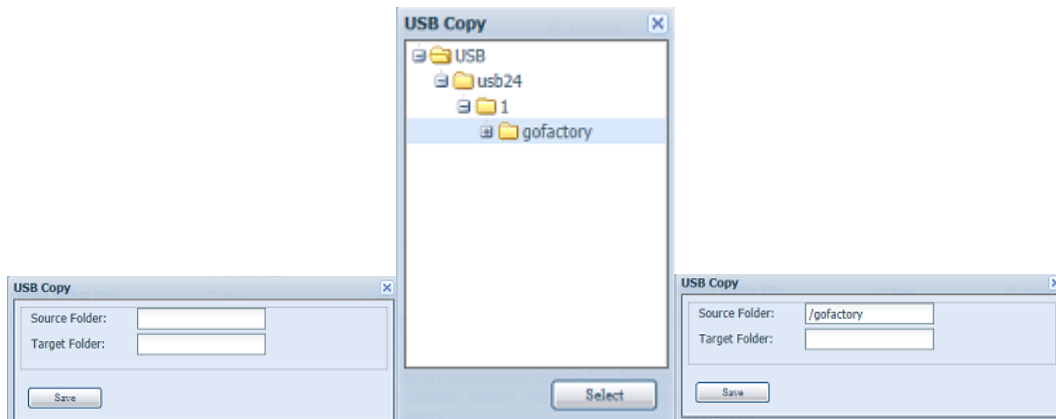 USB Copy
Source Folder:
Target Folder:
Save
USB Copy
USB
usb24
1
gofactory
Select
USB Copy
Source Folder: /gofactory
Target Folder:
Save